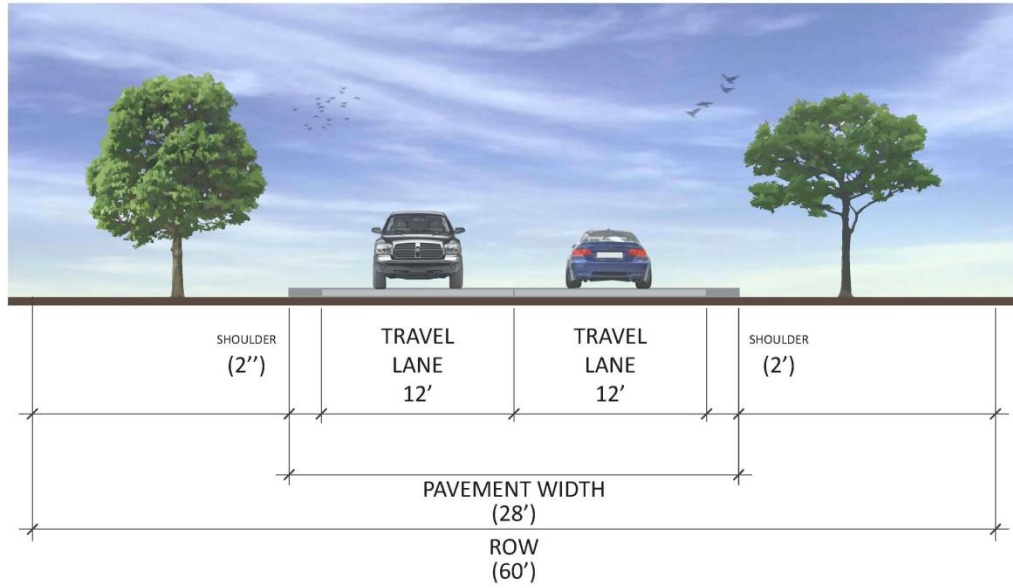 SHOULDER
(2’’)
TRAVEL
LANE
12’
TRAVEL
LANE
12’
SHOULDER
(2’)
PAVEMENT WIDTH
(28’)
ROW
(60’)